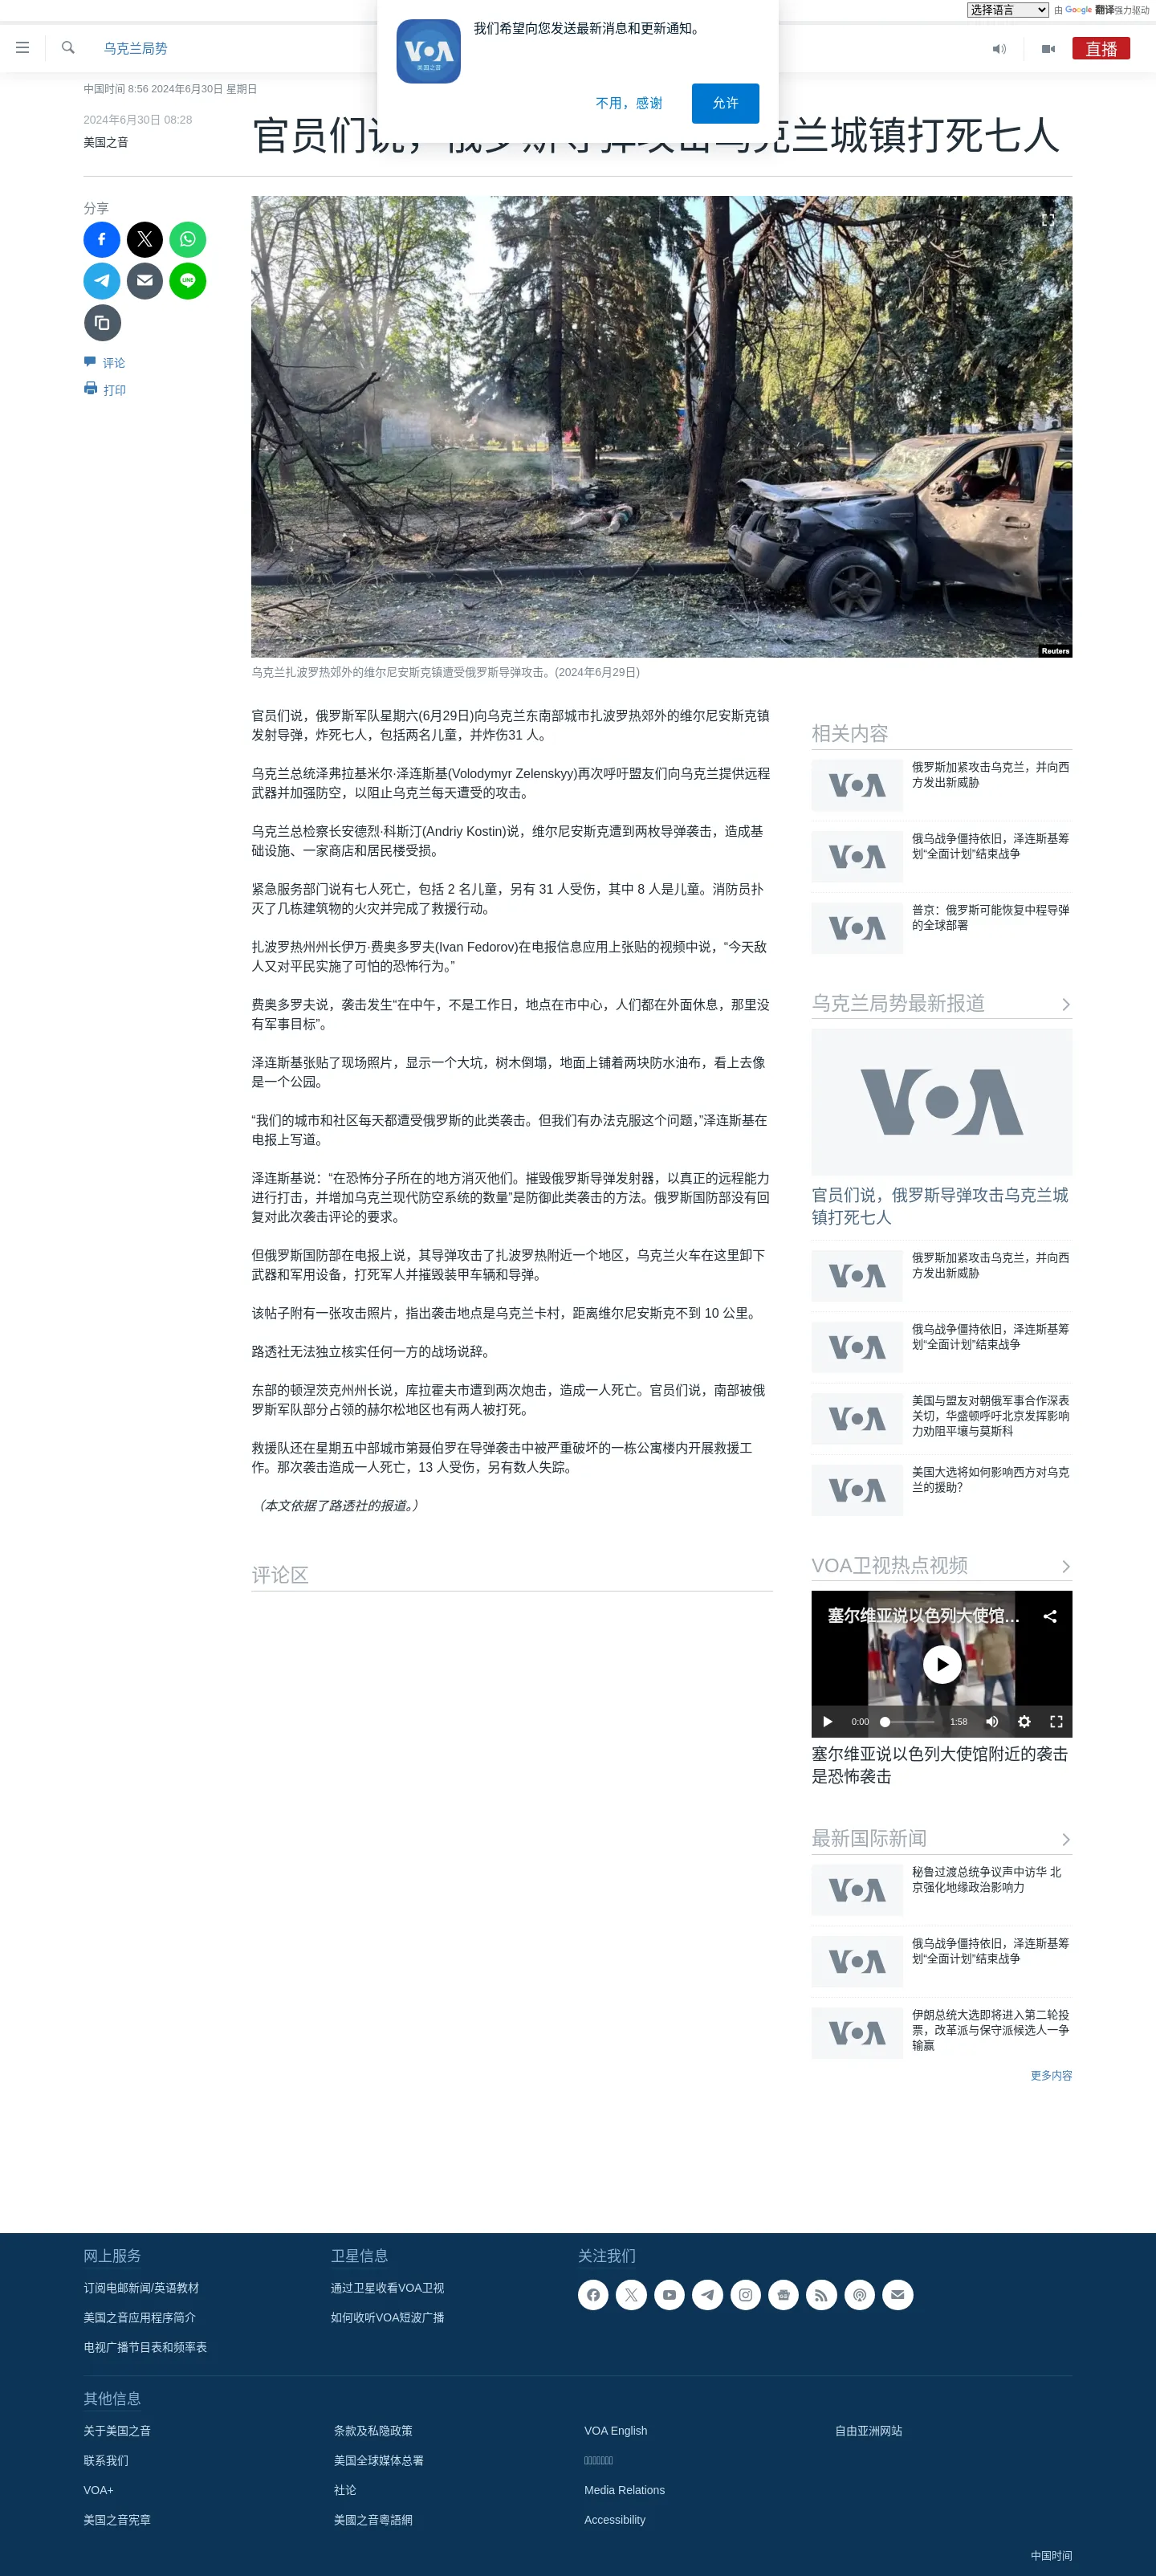 选择语言
由 Google 翻译强力驱动
我们希望向您发送最新消息和更新通知。
不用，感谢
允许
VOA
美国之音
乌克兰局势
直播
中国时间 8:56 2024年6月30日 星期日
2024年6月30日 08:28
美国之音
官员们说，俄罗斯导弹攻击乌克兰城镇打死七人
分享
LINE
评论
打印
Reuters
乌克兰扎波罗热郊外的维尔尼安斯克镇遭受俄罗斯导弹攻击。(2024年6月29日)
官员们说，俄罗斯军队星期六(6月29日)向乌克兰东南部城市扎波罗热郊外的维尔尼安斯克镇
发射导弹，炸死七人，包括两名儿童，并炸伤31 人。
乌克兰总统泽弗拉基米尔·泽连斯基(Volodymyr Zelenskyy)再次呼吁盟友们向乌克兰提供远程
武器并加强防空，以阻止乌克兰每天遭受的攻击。
乌克兰总检察长安德烈·科斯汀(Andriy Kostin)说，维尔尼安斯克遭到两枚导弹袭击，造成基
础设施、一家商店和居民楼受损。
紧急服务部门说有七人死亡，包括 2 名儿童，另有 31 人受伤，其中 8 人是儿童。消防员扑
灭了几栋建筑物的火灾并完成了救援行动。
扎波罗热州州长伊万·费奥多罗夫(Ivan Fedorov)在电报信息应用上张贴的视频中说，“今天敌
人又对平民实施了可怕的恐怖行为。”
费奥多罗夫说，袭击发生“在中午，不是工作日，地点在市中心，人们都在外面休息，那里没
有军事目标”。
泽连斯基张贴了现场照片，显示一个大坑，树木倒塌，地面上铺着两块防水油布，看上去像
是一个公园。
“我们的城市和社区每天都遭受俄罗斯的此类袭击。但我们有办法克服这个问题，”泽连斯基在
电报上写道。
泽连斯基说：“在恐怖分子所在的地方消灭他们。摧毁俄罗斯导弹发射器，以真正的远程能力
进行打击，并增加乌克兰现代防空系统的数量”是防御此类袭击的方法。俄罗斯国防部没有回
复对此次袭击评论的要求。
但俄罗斯国防部在电报上说，其导弹攻击了扎波罗热附近一个地区，乌克兰火车在这里卸下
武器和军用设备，打死军人并摧毁装甲车辆和导弹。
该帖子附有一张攻击照片，指出袭击地点是乌克兰卡村，距离维尔尼安斯克不到 10 公里。
路透社无法独立核实任何一方的战场说辞。
东部的顿涅茨克州州长说，库拉霍夫市遭到两次炮击，造成一人死亡。官员们说，南部被俄
罗斯军队部分占领的赫尔松地区也有两人被打死。
救援队还在星期五中部城市第聂伯罗在导弹袭击中被严重破坏的一栋公寓楼内开展救援工
作。那次袭击造成一人死亡，13 人受伤，另有数人失踪。
（本文依据了路透社的报道。）
评论区
相关内容
VOA
俄罗斯加紧攻击乌克兰，并向西
方发出新威胁
VOA
俄乌战争僵持依旧，泽连斯基筹
划“全面计划”结束战争
VOA
普京：俄罗斯可能恢复中程导弹
的全球部署
乌克兰局势最新报道
VOA
官员们说，俄罗斯导弹攻击乌克兰城
镇打死七人
VOA
俄罗斯加紧攻击乌克兰，并向西
方发出新威胁
VOA
俄乌战争僵持依旧，泽连斯基筹
划“全面计划”结束战争
VOA
美国与盟友对朝俄军事合作深表
关切，华盛顿呼吁北京发挥影响
力劝阻平壤与莫斯科
VOA
美国大选将如何影响西方对乌克
兰的援助？
VOA卫视热点视频
塞尔维亚说以色列大使馆...
0:00
1:58
塞尔维亚说以色列大使馆附近的袭击
是恐怖袭击
最新国际新闻
VOA
秘鲁过渡总统争议声中访华 北
京强化地缘政治影响力
VOA
俄乌战争僵持依旧，泽连斯基筹
划“全面计划”结束战争
VOA
伊朗总统大选即将进入第二轮投
票，改革派与保守派候选人一争
输赢
更多内容
网上服务
订阅电邮新闻/英语教材
美国之音应用程序简介
电视广播节目表和频率表
卫星信息
通过卫星收看VOA卫视
如何收听VOA短波广播
关注我们
其他信息
关于美国之音
联系我们
VOA+
美国之音宪章
条款及私隐政策
美国全球媒体总署
社论
美國之音粵語網
VOA English
Media Relations
Accessibility
自由亚洲网站
中国时间